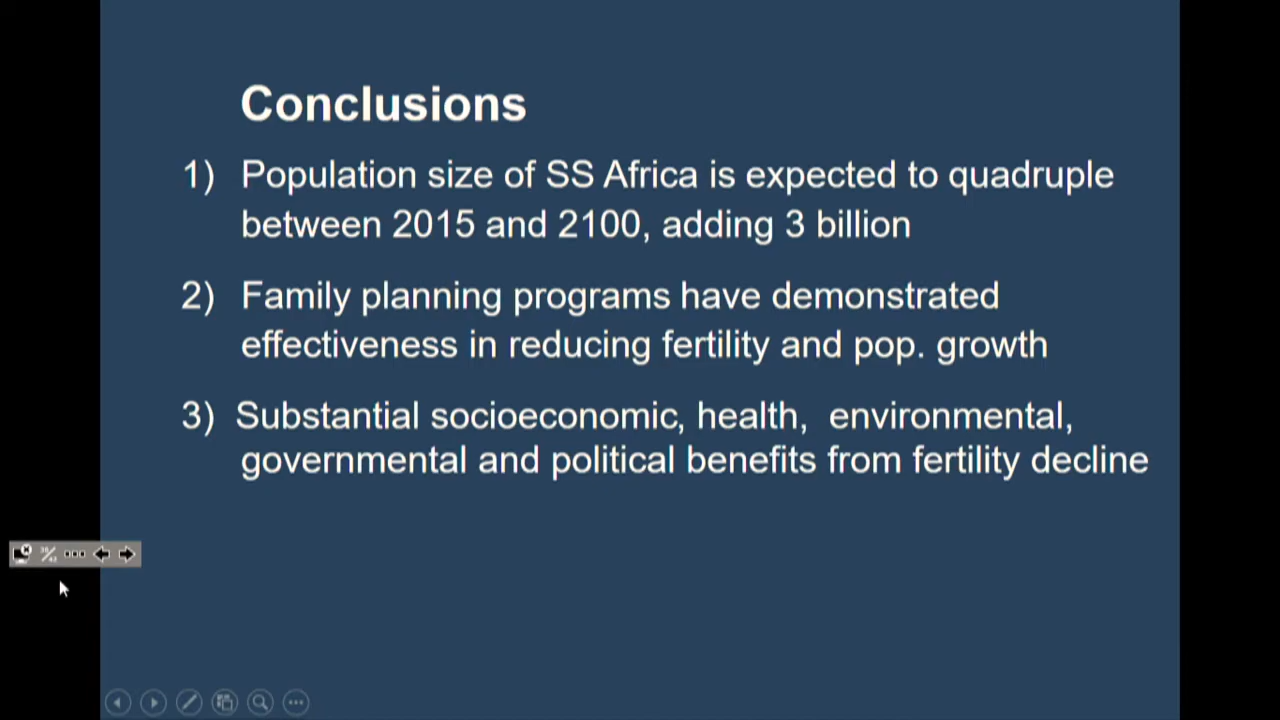 Conclusions
1) Population size of SS Africa is expected to quadruple
between 2015 and 2100, adding 3 billion
2) Family planning programs have demonstrated
effectiveness in reducing fertility and pop. growth
3) Substantial socioeconomic, health, environmental,
governmental and political benefits from fertility decline